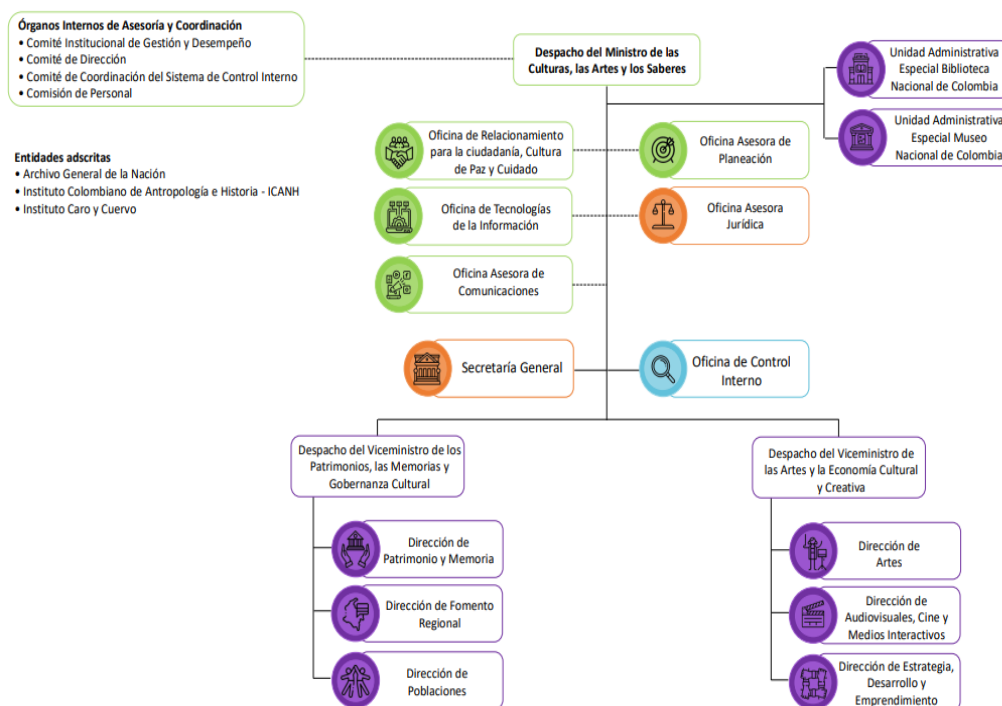 Órganos Internos de Asesoría y Coordinación
• Comité Institucional de Gestión y Desempeño
• Comité de Dirección
• Comité de Coordinación del Sistema de Control Interno
• Comisión de Personal
Despacho del Ministro de las
Culturas, las Artes y los Saberes
Unidad Administrativa
Especial Biblioteca
Nacional de Colombia
Unidad Administrativa
Especial Museo
Nacional de Colombia
Entidades adscritas
• Archivo General de la Nación
• Instituto Colombiano de Antropología e Historia - ICANH
• Instituto Caro y Cuervo
Oficina de Relacionamiento
para la ciudadanía, Cultura
de Paz y Cuidado
Oficina Asesora de
Planeación
Oficina de Tecnologías
de la Información
Oficina Asesora
Jurídica
Oficina Asesora de
Comunicaciones
Secretaría General
Oficina de Control
Interno
Despacho del Viceministro de los
Patrimonios, las Memorias y
Gobernanza Cultural
Despacho del Viceministro de
las Artes y la Economía Cultural
y Creativa
Dirección de
Patrimonio y Memoria
Dirección de Fomento
Regional
Dirección de
Poblaciones
Dirección de
Artes
Dirección de
Audiovisuales, Cine y
Medios Interactivos
Dirección de Estrategia,
Desarrollo y
Emprendimiento